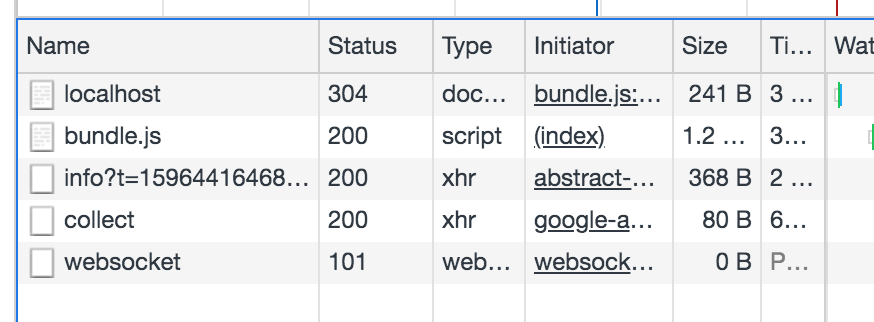 Name Status Type Initiator Size Ti... Wat
localhost 304 doc... bundle.js:... 241 B 3 ...
bundle.js 200 script (index) 1.2 ... 3...
info?t=15964416468... 200 xhr abstract-... 368 B 2 ...
collect 200 xhr google-a... 80 B 6...
websocket 101 web... websock... 0 B P...